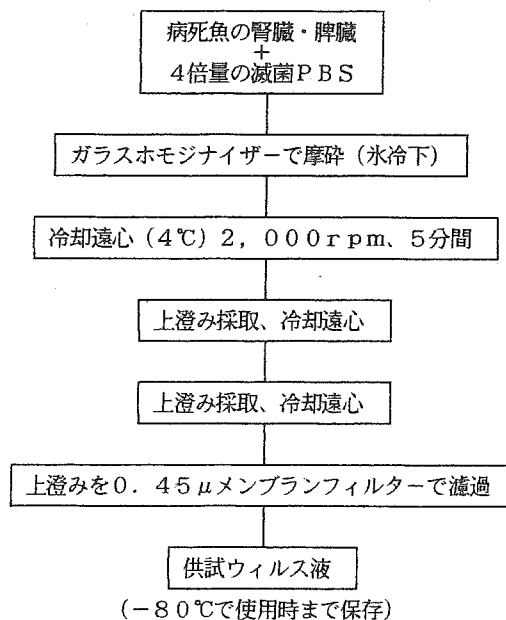 病死魚の腎臓・脾臓
+
4倍量の滅菌PBS
ガラスホモジナイザーで摩砕(氷冷下)
冷却遠心(4℃)2,000rpm、5分間
上澄み採取、冷却遠心
上澄み採取、冷却遠心
上澄みを0.45μメンブランフィルターで濾過
供試ウィルス液
(-80℃で使用時まで保存)